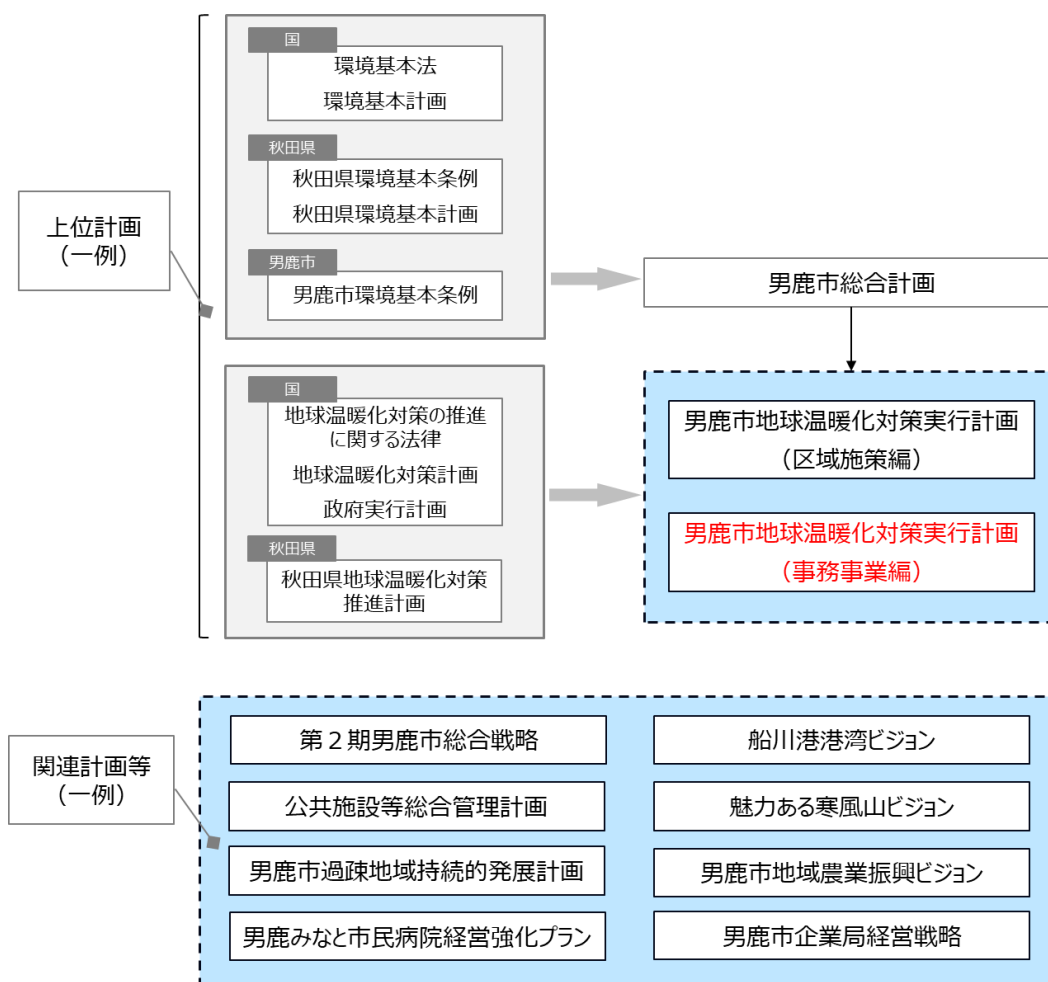 上位計画
（一例）
国
環境基本法
環境基本計画
秋田県
秋田県環境基本条例
秋田県環境基本計画
男鹿市
男鹿市環境基本条例
国
地球温暖化対策の推進
に関する法律
地球温暖化対策計画
政府実行計画
秋田県
秋田県地球温暖化対策
推進計画
男鹿市総合計画
男鹿市地球温暖化対策実行計画
（区域施策編）
男鹿市地球温暖化対策実行計画
（事務事業編）
関連計画等
（一例）
第２期男鹿市総合戦略
公共施設等総合管理計画
男鹿市過疎地域持続的発展計画
男鹿みなと市民病院経営強化プラン
船川港港湾ビジョン
魅力ある寒風山ビジョン
男鹿市地域農業振興ビジョン
男鹿市企業局経営戦略